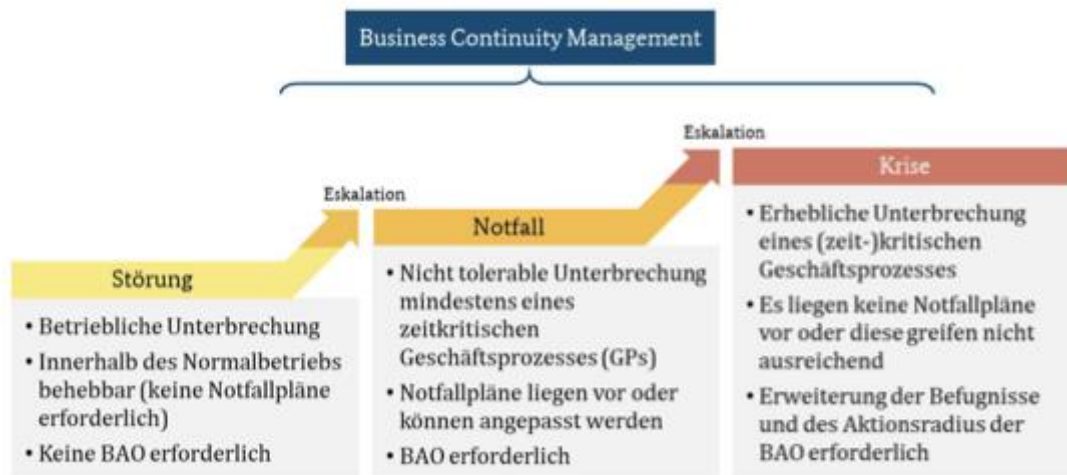 Business Continuity Management
Eskalation
Krise
• Erhebliche Unterbrechung
eines (zeit-)kritischen
Geschäftsprozesses
• Es liegen keine Notfallpläne
vor oder diese greifen nicht
ausreichend
• Erweiterung der Befugnisse
und des Aktionsradius der
BAO erforderlich
Eskalation
Notfall
• Nicht tolerable Unterbrechung
mindestens eines
zeitkritischen
Geschäftsprozesses (GPs)
• Notfallpläne liegen vor oder
können angepasst werden
• BAO erforderlich
Störung
• Betriebliche Unterbrechung
• Innerhalb des Normalbetriebs
behebbar (keine Notfallpläne
erforderlich)
• Keine BAO erforderlich